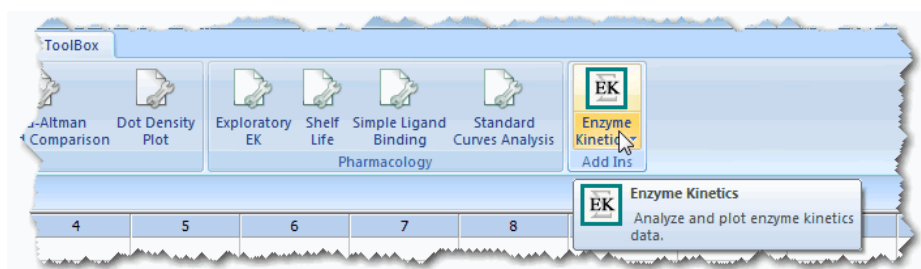 ToolBox
-Altman Dot Density Exploratory Shelf Simple Ligand Standard Enzyme
Comparison Plot EK Life Binding Curves Analysis
Pharmacology Add Ins
EK
Enzyme Kinetics
EK
Analyze and plot enzyme kinetics
data.
4 5 6 7 8